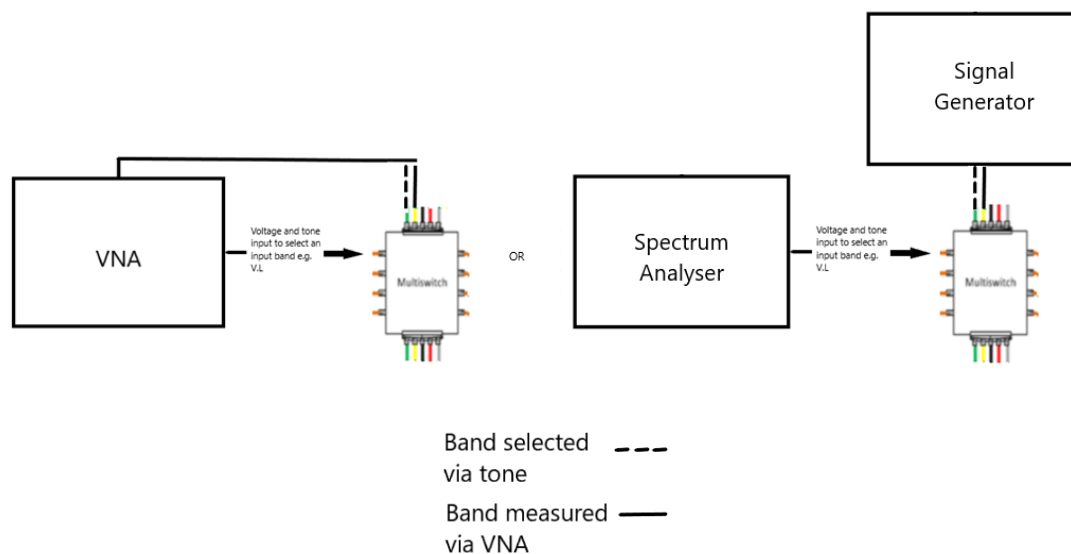 Signal
Generator
VNA
Voltage and tone
input to select an
input band e.g.
V.L
Multiswitch
OR
Spectrum
Analyser
Voltage and tone
input to select an
input band e.g.
V.L
Multiswitch
Band selected
via tone
Band measured
via VNA